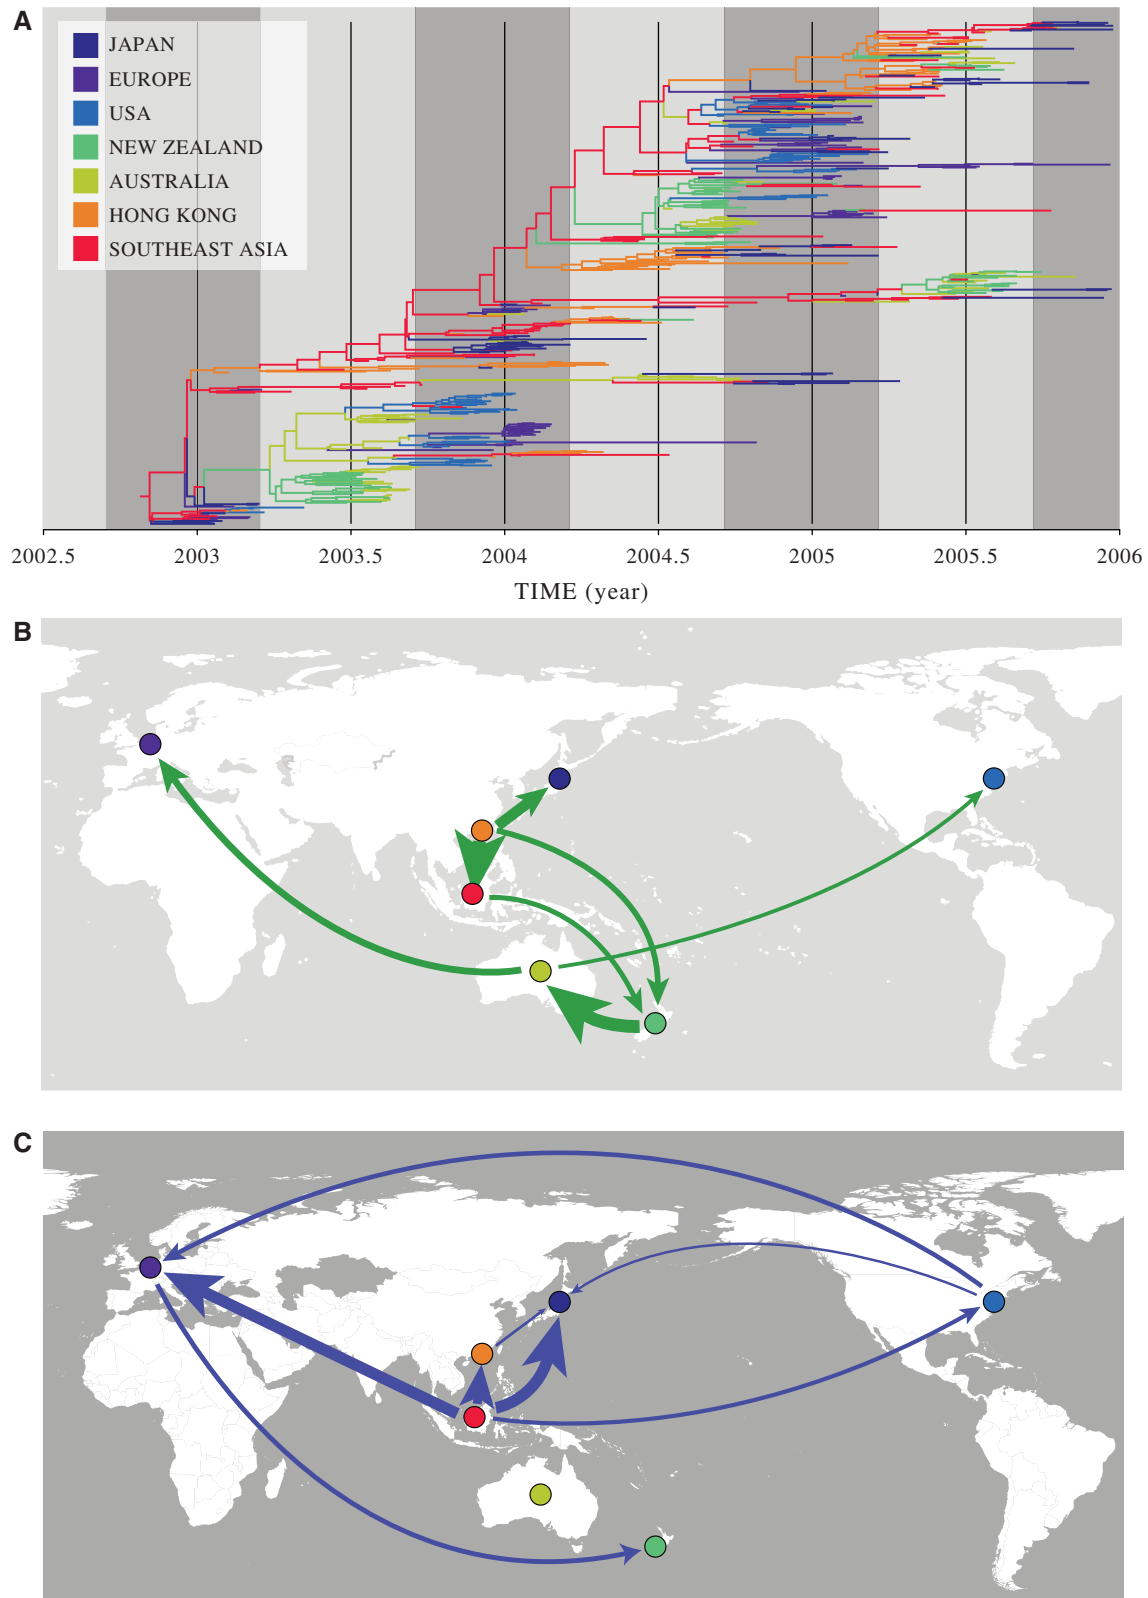 A
JAPAN
EUROPE
USA
NEW ZEALAND
AUSTRALIA
HONG KONG
SOUTHEAST ASIA
2002.5 2003 2003.5 2004 2004.5 2005 2005.5 2006
TIME (year)
B
C